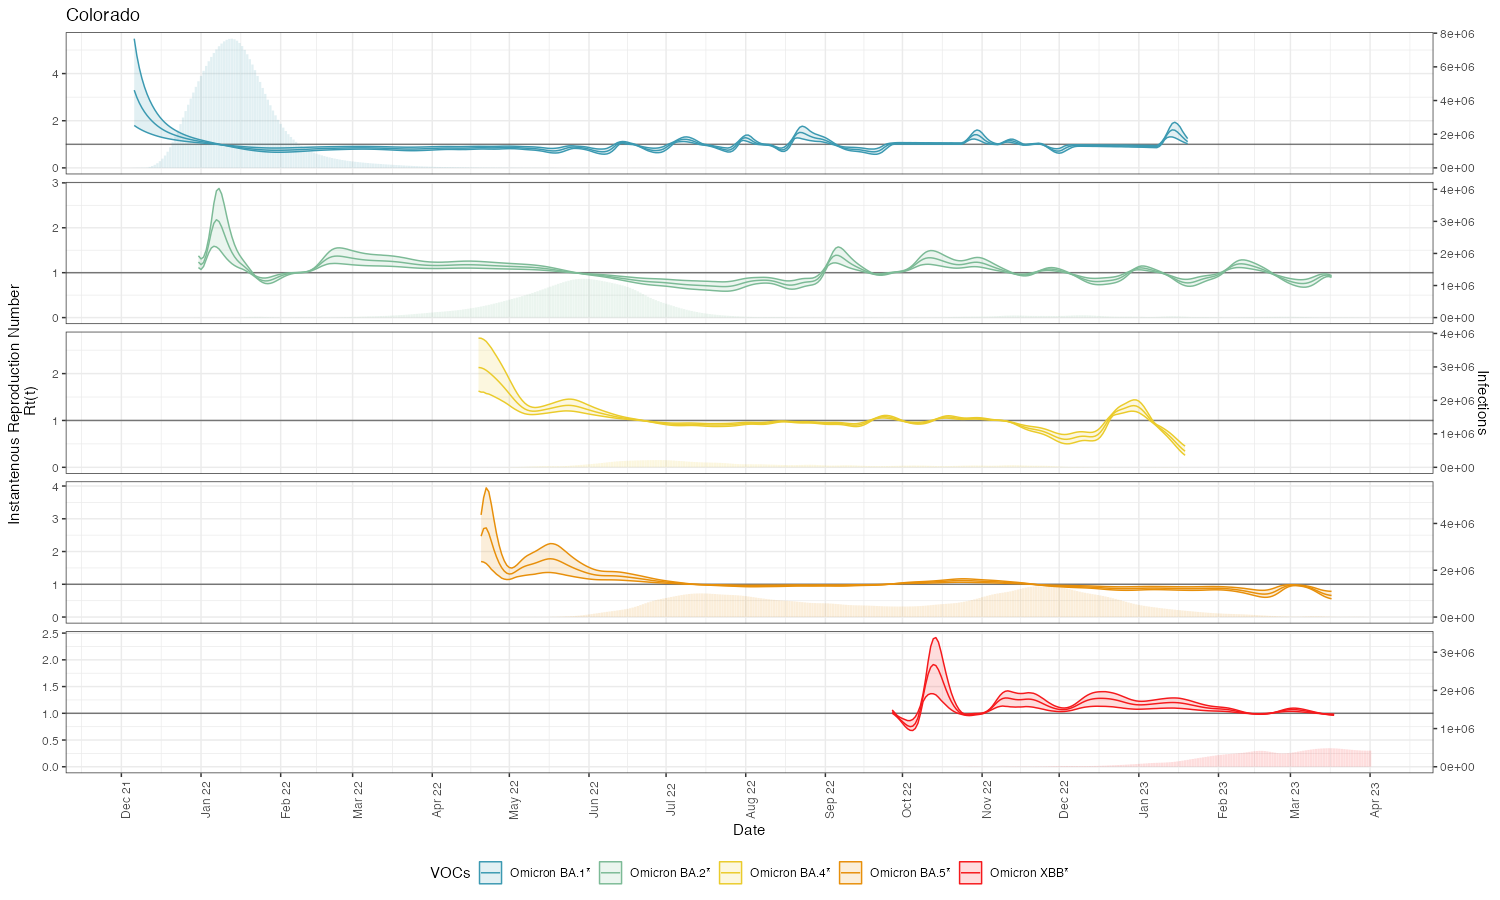 Colorado
Instantenous Reproduction Number
Rt(t)
4
2
0
8e+06
6e+06
4e+06
2e+06
0e+00
3
2
1
0
4e+06
3e+06
2e+06
1e+06
0e+00
2
1
0
4e+06
3e+06
2e+06
1e+06
0e+00
4
3
2
1
0
4e+06
2e+06
0e+00
2.5
2.0
1.5
1.0
0.5
0.0
3e+06
2e+06
1e+06
0e+00
Infections
Dec 21
Jan 22
Feb 22
Mar 22
Apr 22
May 22
Jun 22
Jul 22
Aug 22
Sep 22
Oct 22
Nov 22
Dec 22
Jan 23
Feb 23
Mar 23
Apr 23
Date
VOCs Omicron BA.1* Omicron BA.2* Omicron BA.4* Omicron BA.5* Omicron XBB*